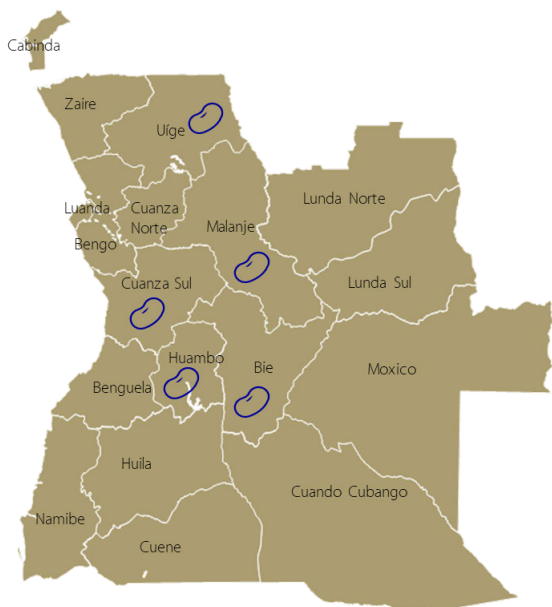 Cabinda
Zaire
Uíge
Luanda
Cuanza
Norte
Malanje
Lunda Norte
Bengo
Cuanza Sul
Lunda Sul
Huambo
Bie
Moxico
Benguela
Huila
Cuando Cubango
Namibe
Cuene